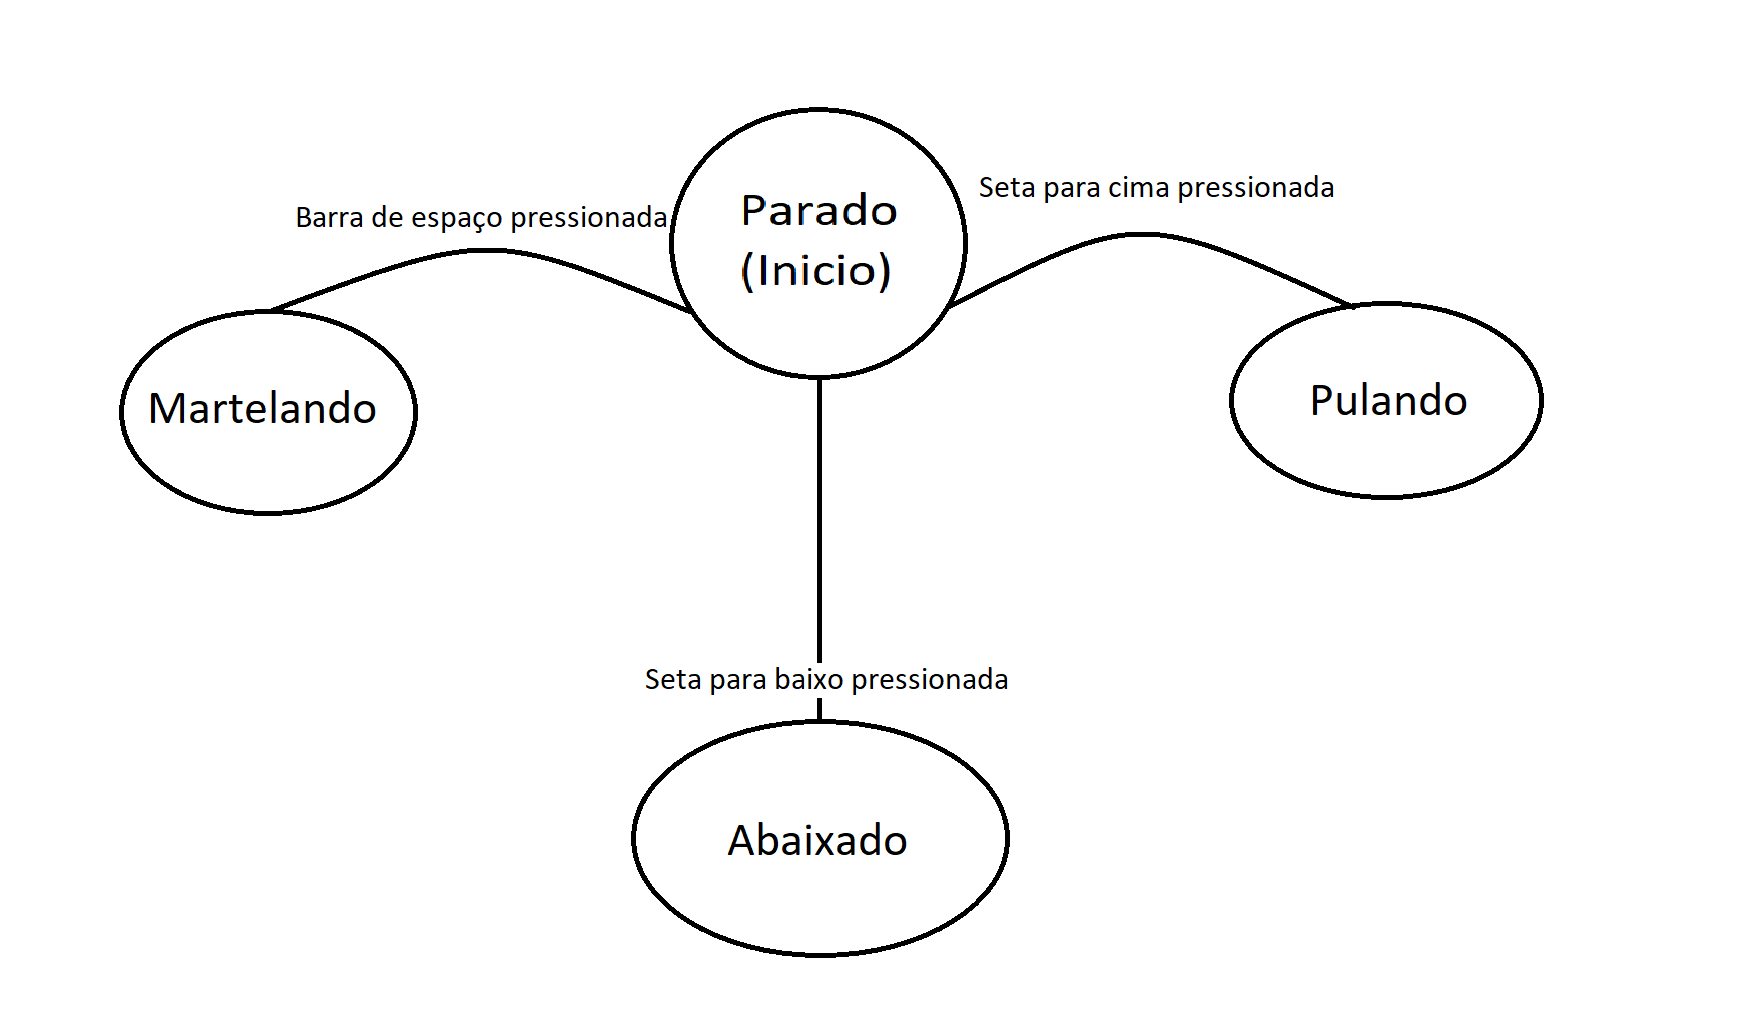 Parado
(Inicio)
Seta para cima pressionada
Barra de espaço pressionada
Martelando
Pulando
Seta para baixo pressionada
Abaixado